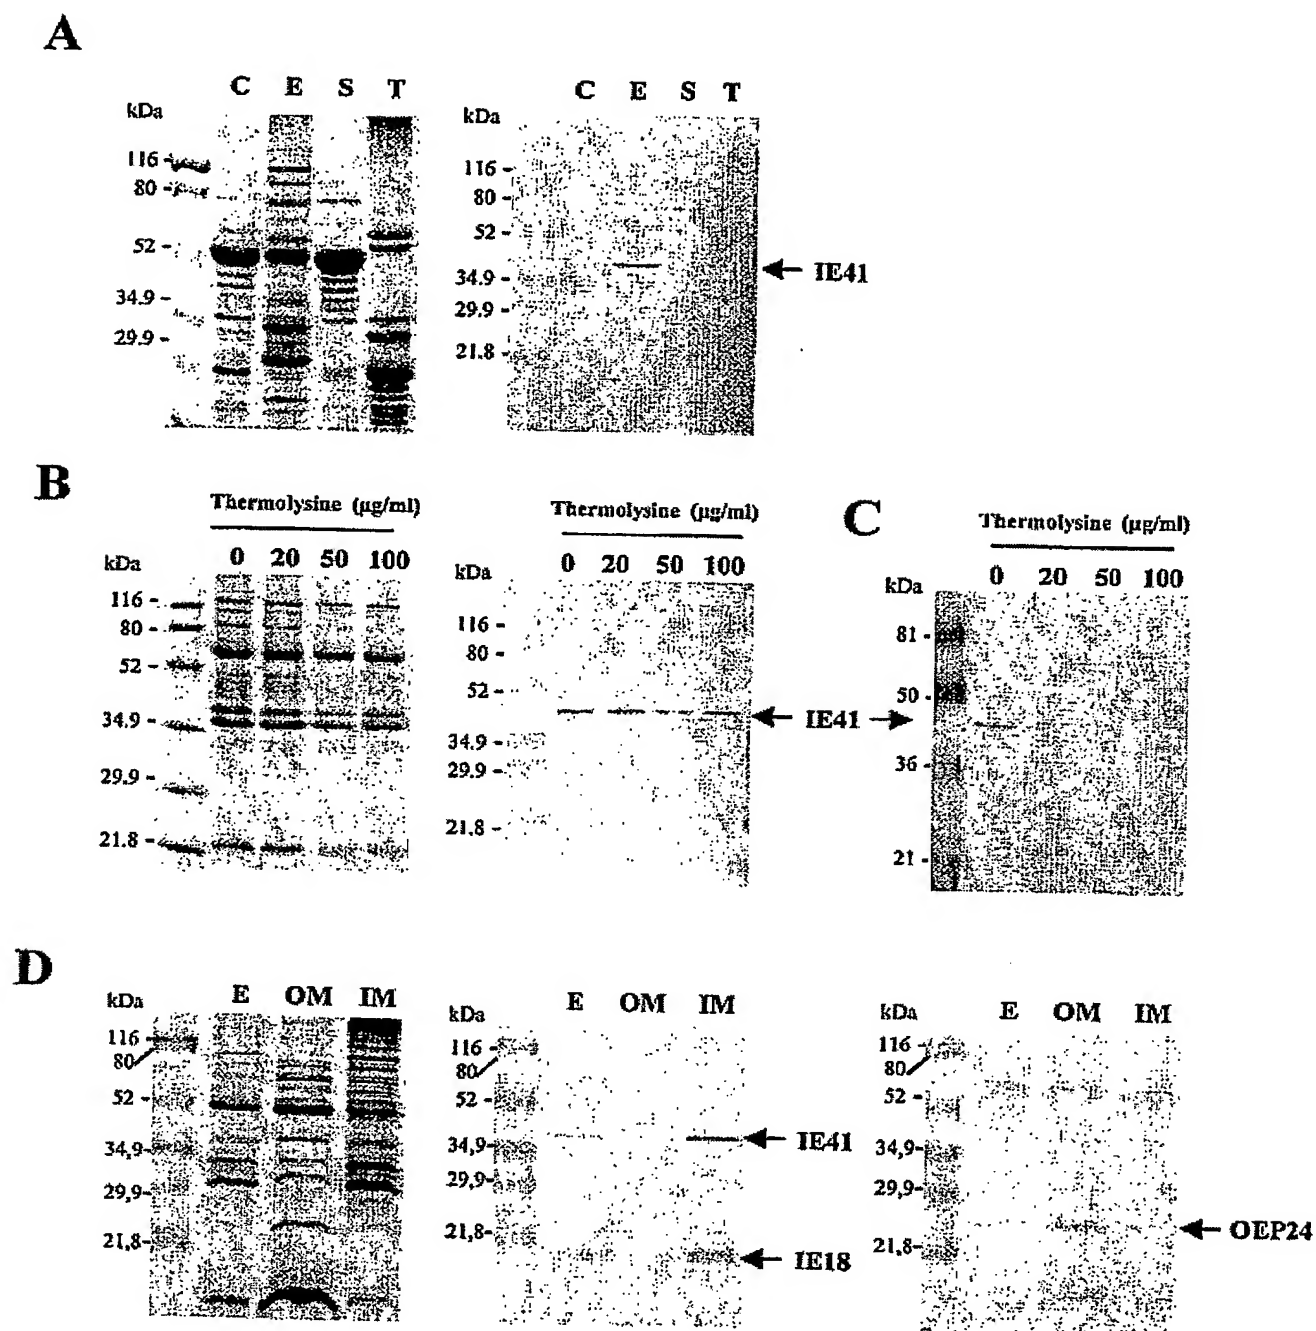 A
C E S T
kDa
116 -
80 -
52 -
34.9 -
29.9 -
C E S T
kDa
116 -
80 -
52 -
34.9 -
29.9 -
21.8 -
IE41
B
Thermolysine (µg/ml)
0 20 50 100
kDa
116 -
80 -
52 -
34.9 -
29.9 -
21.8 -
Thermolysine (µg/ml)
0 20 50 100
kDa
116 -
80 -
52 -
34.9 -
29.9 -
21.8 -
IE41
C
Thermolysine (µg/ml)
0 20 50 100
kDa
81 -
50 -
36 -
21 -
D
E OM IM
kDa
116 -
80
52 -
34,9-
29,9-
21,8-
E OM IM
kDa
116 -
80
52 -
34,9-
29,9-
21,8-
IE41
IE18
E OM IM
kDa
116 -
80
52 -
34,9-
29,9-
21,8-
OEP24